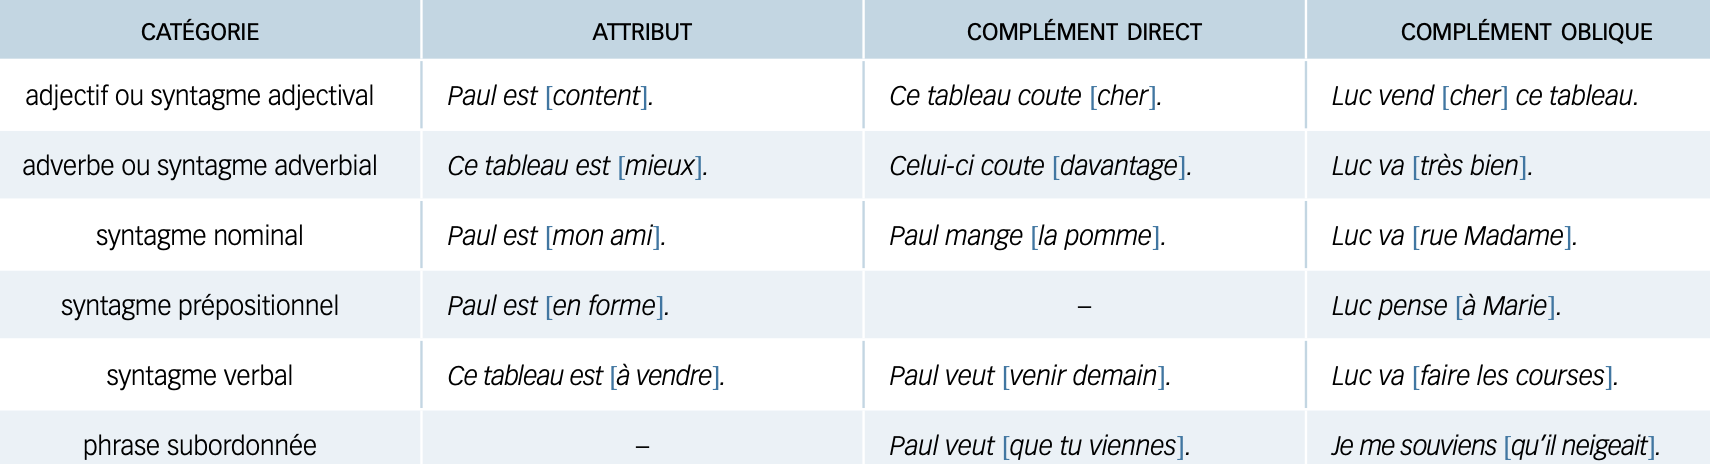 CATÉGORIE ATTRIBUT COMPLÉMENT DIRECT COMPLÉMENT OBLIQUE
adjectif ou syntagme adjectival Paul est [content]. Ce tableau coute [cher]. Luc vend [cher] ce tableau.
adverbe ou syntagme adverbial Ce tableau est [mieux]. Celui-ci coute [davantage]. Luc va [très bien].
syntagme nominal Paul est [mon ami]. Paul mange [la pomme]. Luc va [rue Madame].
syntagme prépositionnel Paul est [en forme]. – Luc pense [à Marie].
syntagme verbal Ce tableau est [à vendre]. Paul veut [venir demain]. Luc va [faire les courses].
phrase subordonnée – Paul veut [que tu viennes]. Je me souviens [qu’il neigeait].